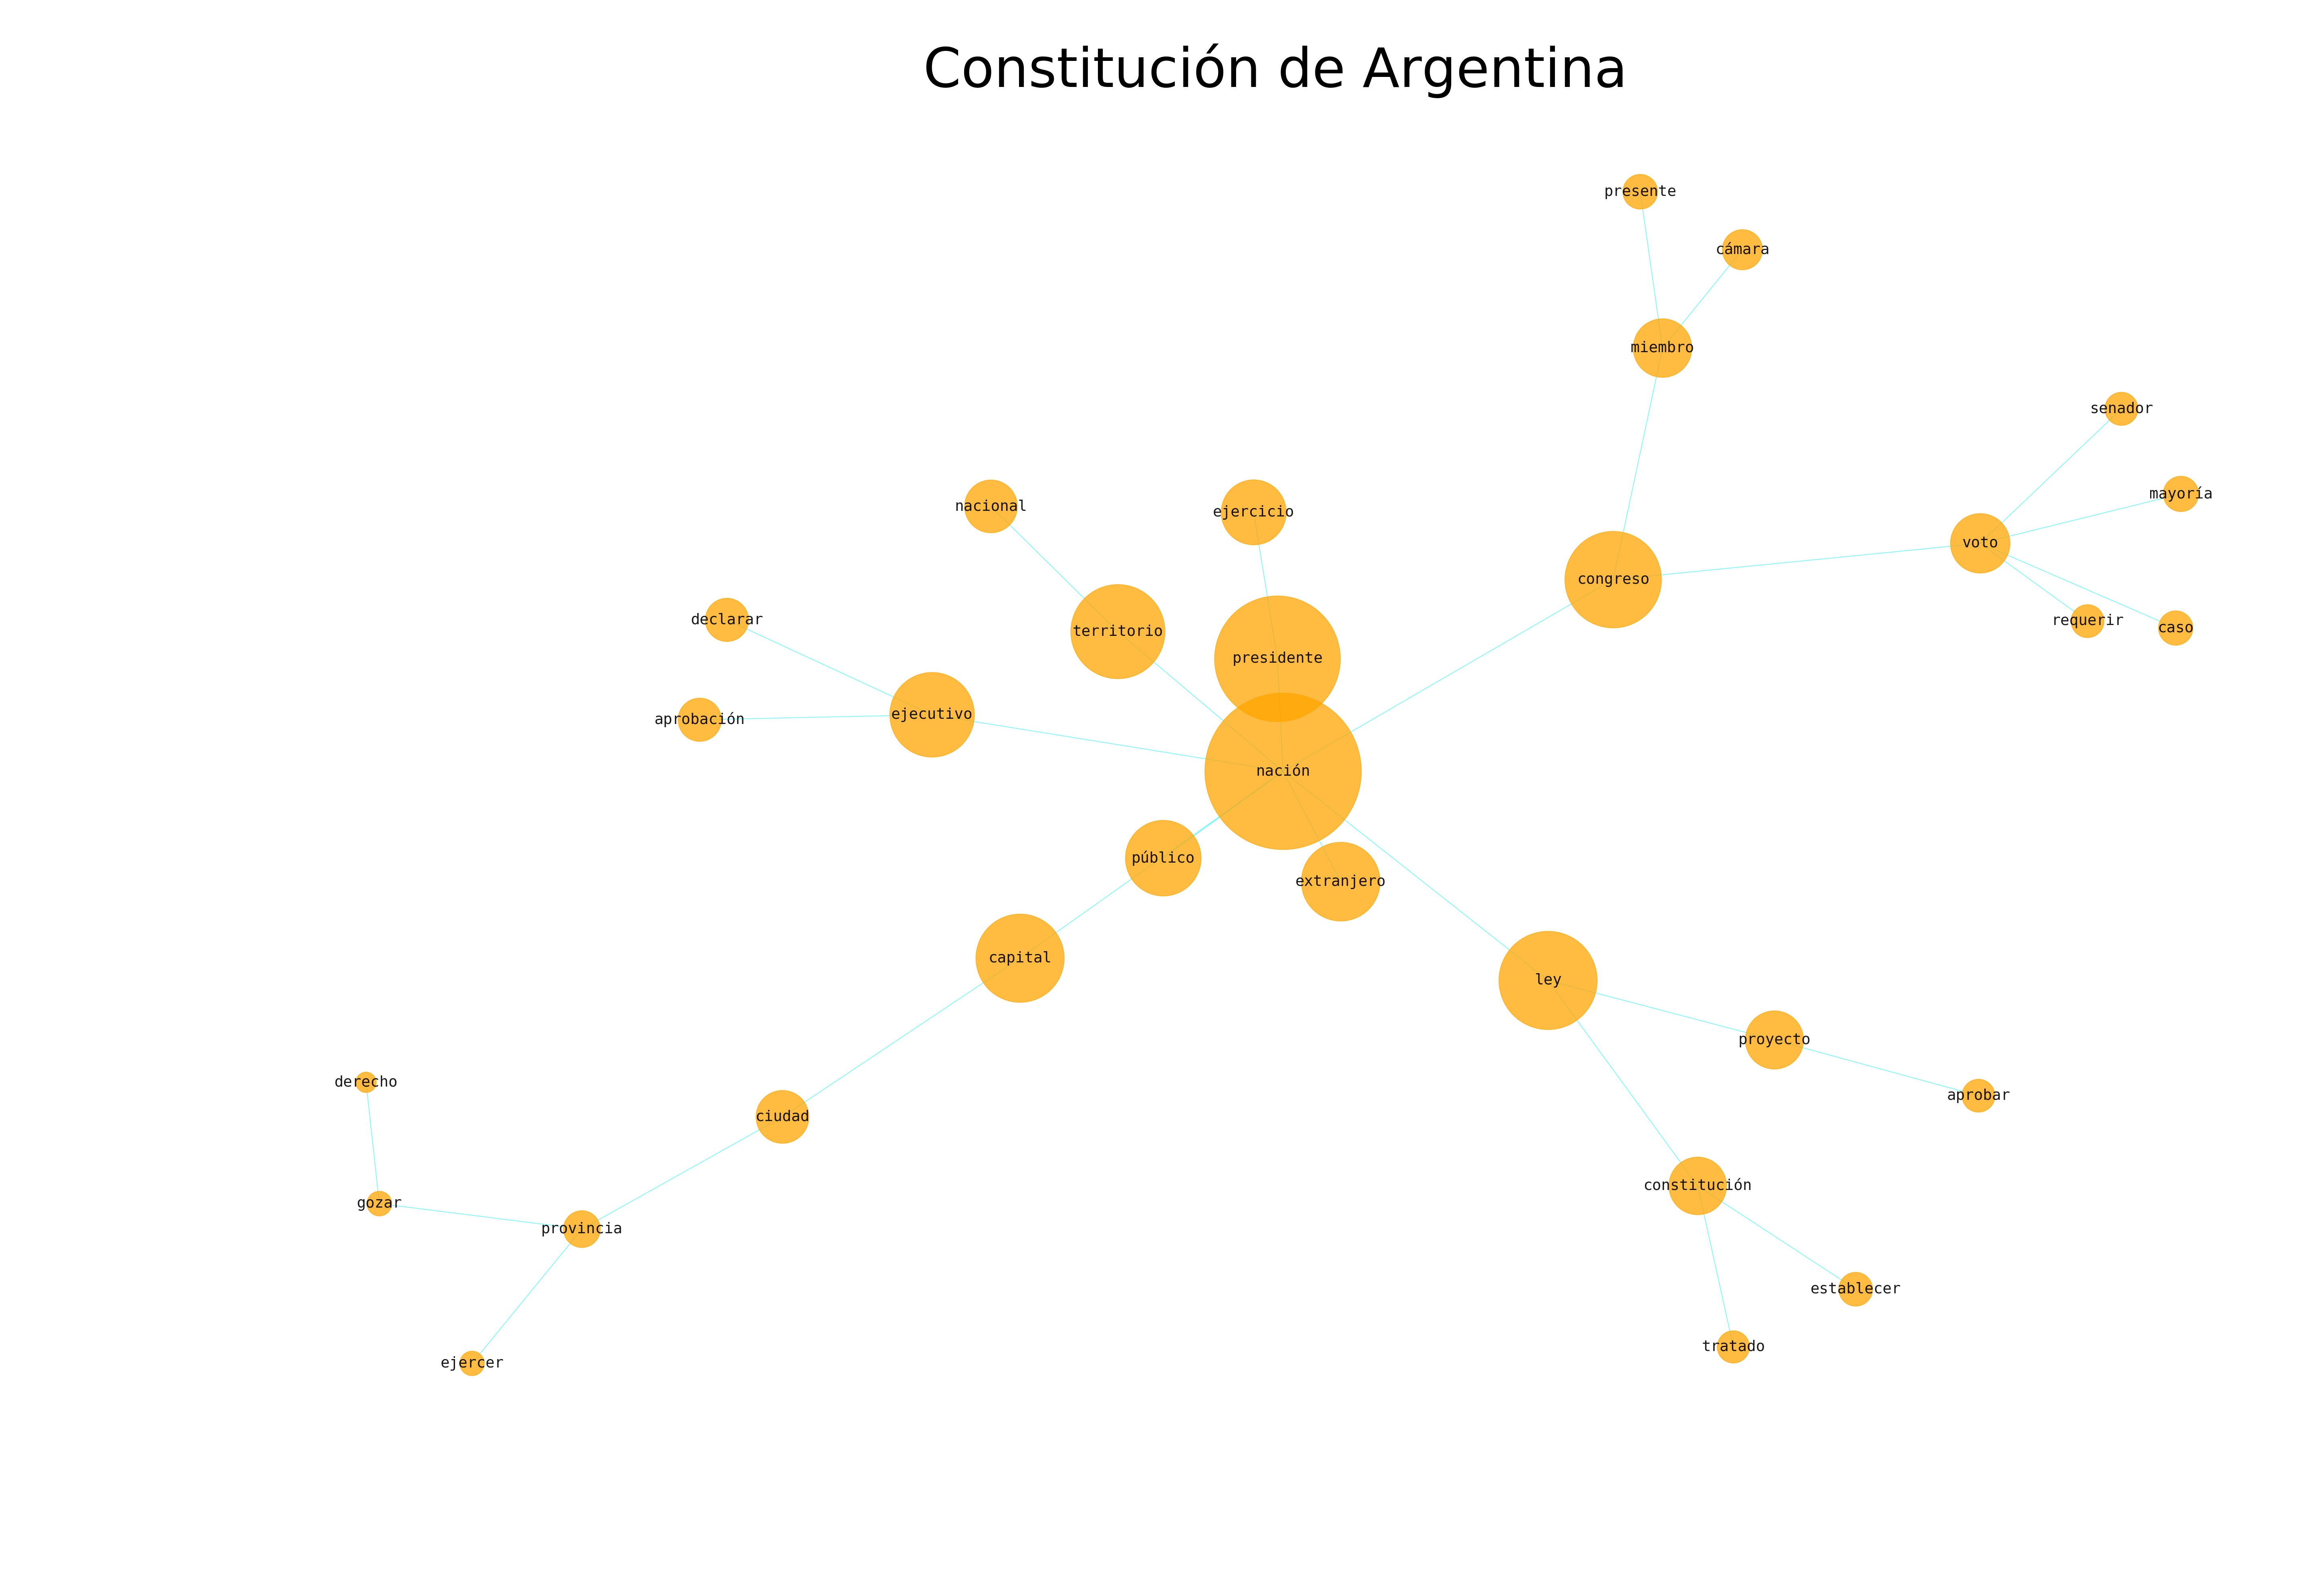 Constitución de Argentina
presente
cámara
miembro
senador
mayoría
nacional
ejercicio
voto
congreso
declarar
requerir
caso
territorio
presidente
aprobación
ejecutivo
nación
público
extranjero
capital
ley
proyecto
derecho
aprobar
ciudad
constitución
gozar
provincia
establecer
tratado
ejercer